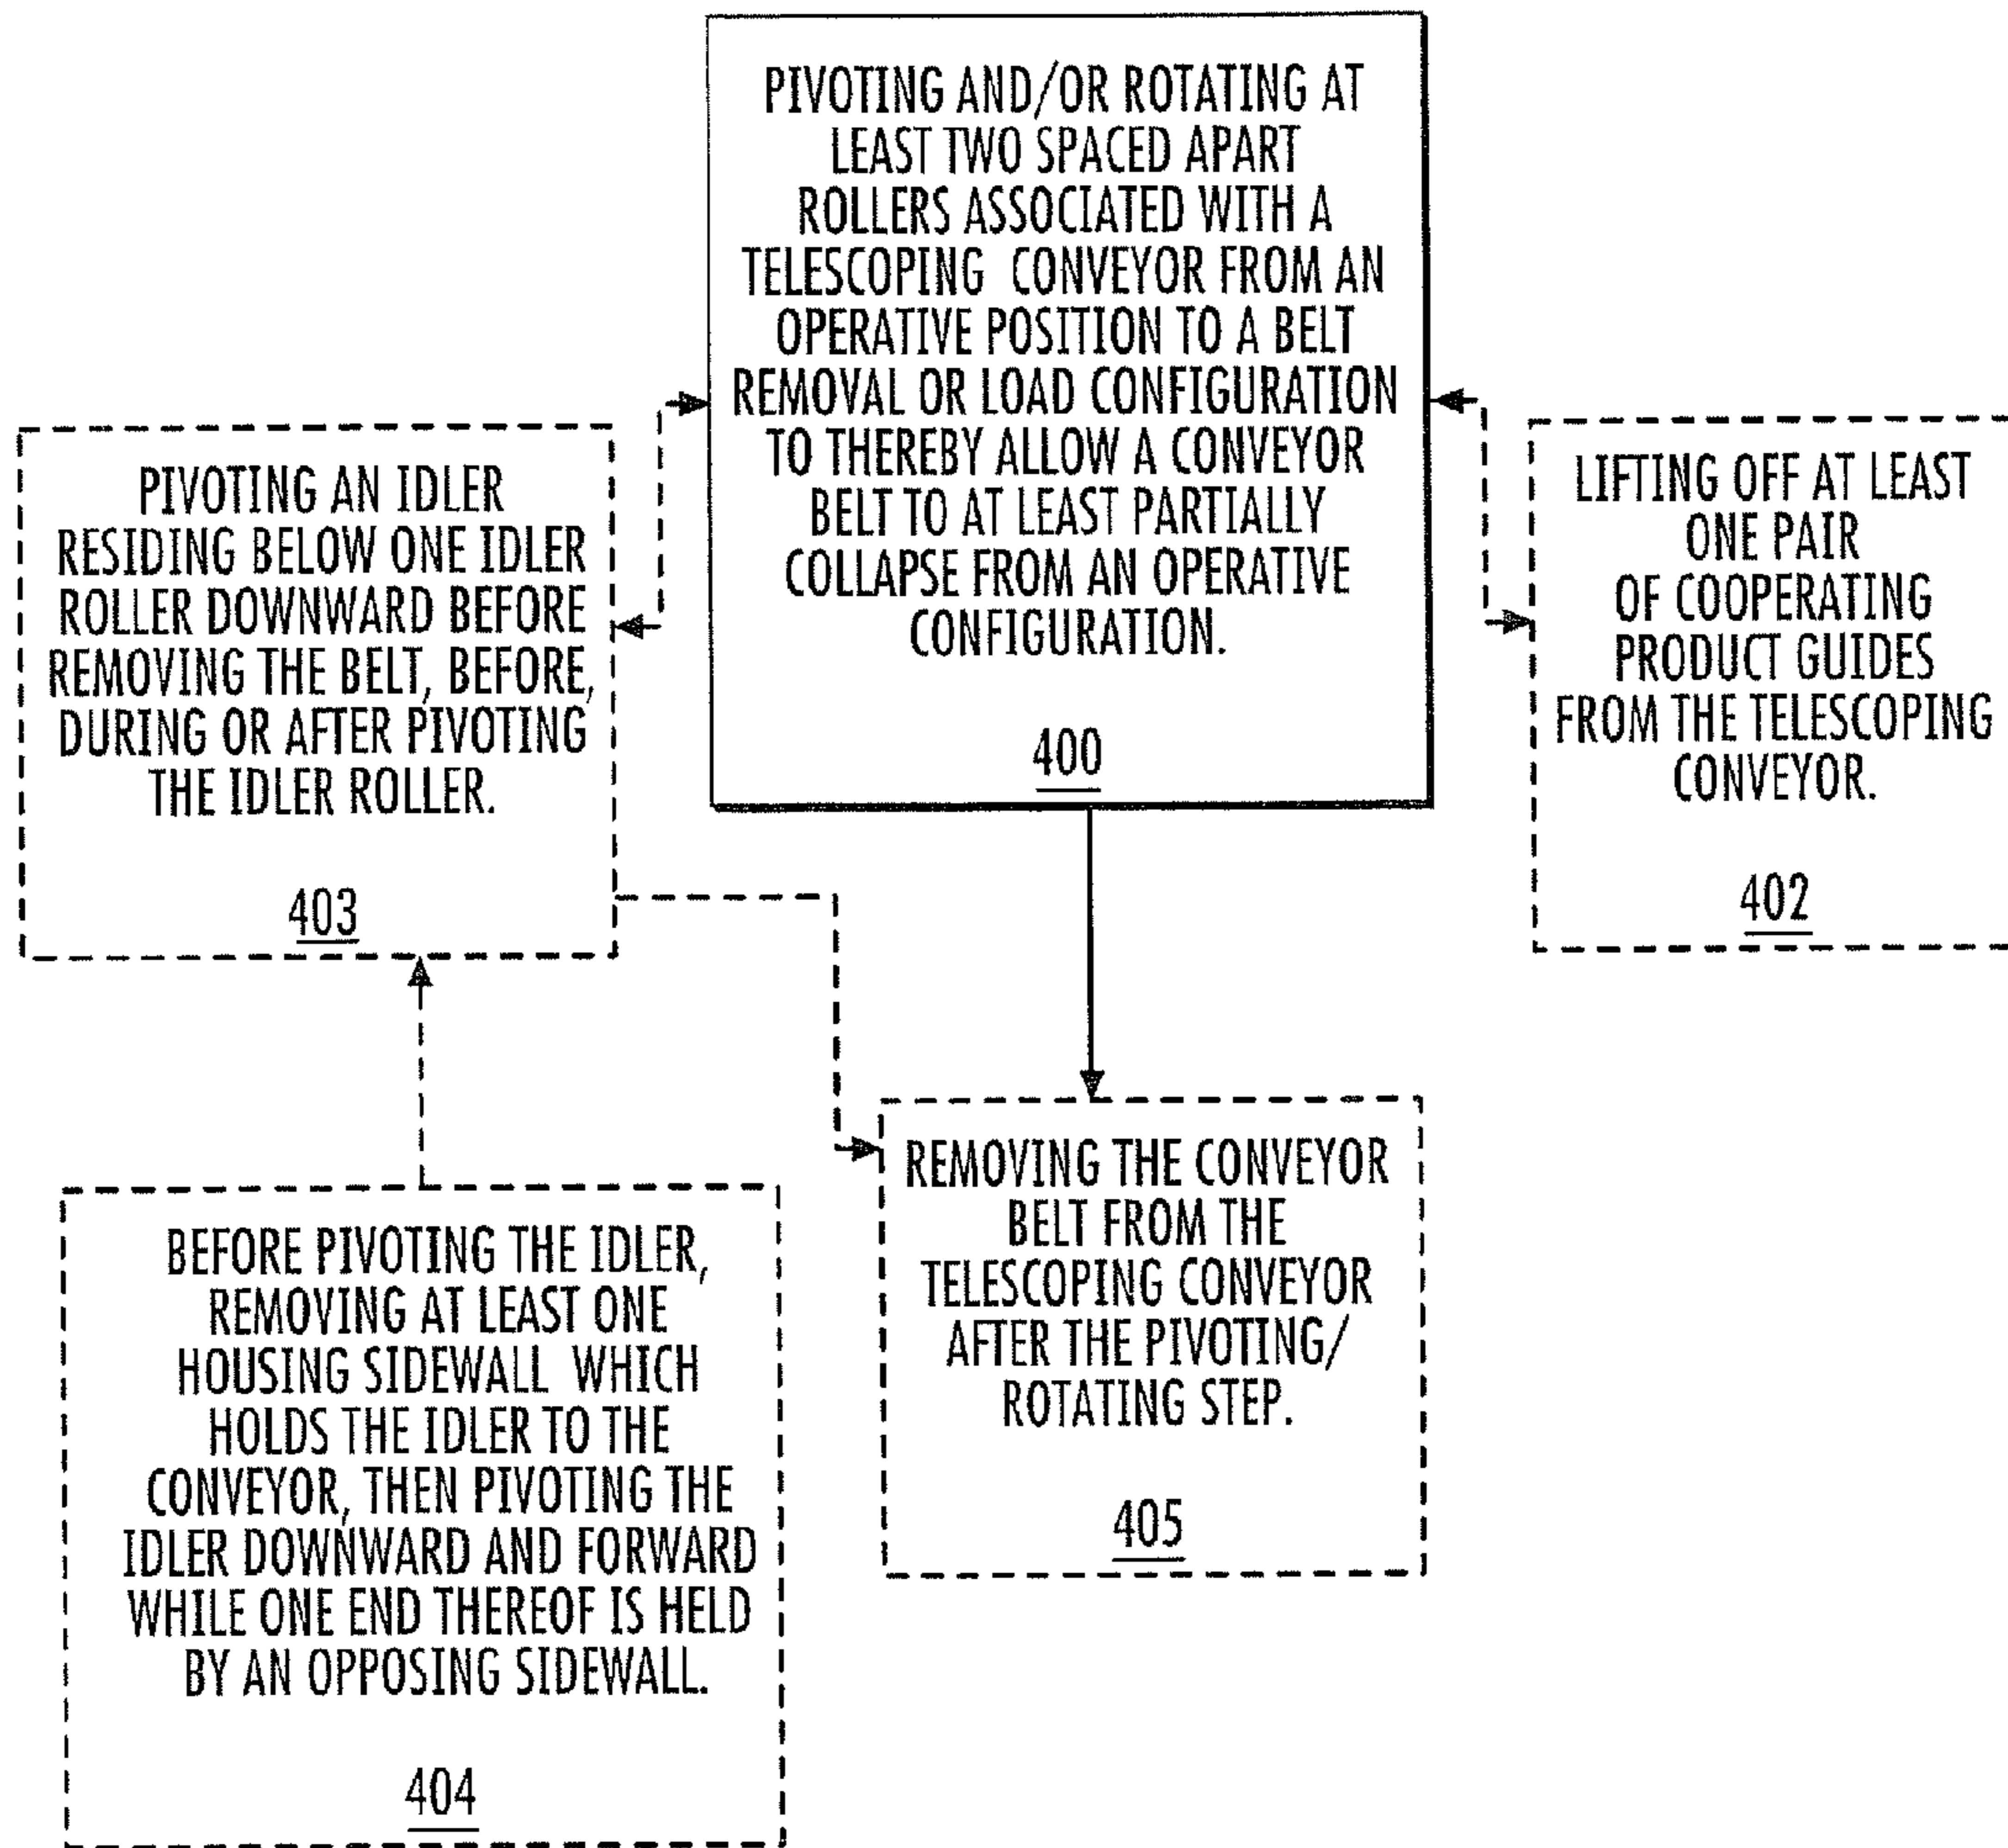 PIVOTING AND/OR ROTATING AT
LEAST TWO SPACED APART
ROLLERS ASSOCIATED WITH A
TELESCOPING CONVEYOR FROM AN
OPERATIVE POSITION TO A BELT
REMOVAL OR LOAD CONFIGURATION
TO THEREBY ALLOW A CONVEYOR
BELT TO AT LEAST PARTIALLY
COLLAPSE FROM AN OPERATIVE
CONFIGURATION.
400
PIVOTING AN IDLER
RESIDING BELOW ONE IDLER
ROLLER DOWNWARD BEFORE
REMOVING THE BELT, BEFORE,
DURING OR AFTER PIVOTING
THE IDLER ROLLER.
403
LIFTING OFF AT LEAST
ONE PAIR
OF COOPERATING
PRODUCT GUIDES
FROM THE TELESCOPING
CONVEYOR.
402
BEFORE PIVOTING THE IDLER,
REMOVING AT LEAST ONE
HOUSING SIDEWALL WHICH
HOLDS THE IDLER TO THE
CONVEYOR, THEN PIVOTING THE
IDLER DOWNWARD AND FORWARD
WHILE ONE END THEREOF IS HELD
BY AN OPPOSING SIDEWALL.
404
REMOVING THE CONVEYOR
BELT FROM THE
TELESCOPING CONVEYOR
AFTER THE PIVOTING/
ROTATING STEP.
405